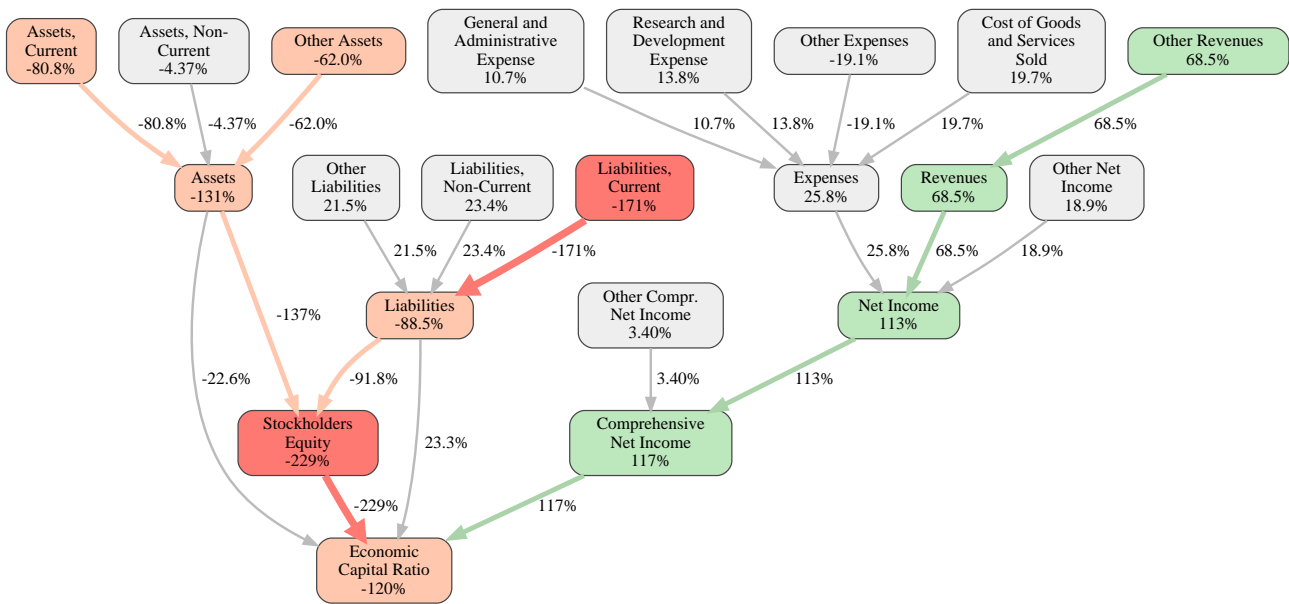 Assets,
Current
-80.8%
Assets, Non-
Current
-4.37%
Other Assets
-62.0%
General and
Administrative
Expense
10.7%
Research and
Development
Expense
13.8%
Other Expenses
-19.1%
Cost of Goods
and Services
Sold
19.7%
Other Revenues
68.5%
-80.8%
-4.37%
-62.0%
10.7%
13.8%
-19.1%
19.7%
68.5%
Assets
-131%
Other
Liabilities
21.5%
Liabilities,
Non-Current
23.4%
Liabilities,
Current
-171%
Expenses
25.8%
Revenues
68.5%
Other Net
Income
18.9%
21.5%
23.4%
-171%
25.8%
68.5%
18.9%
-137%
Liabilities
-88.5%
Other Compr.
Net Income
3.40%
Net Income
113%
-22.6%
-91.8%
3.40%
113%
Stockholders
Equity
-229%
23.3%
Comprehensive
Net Income
117%
-229%
117%
Economic
Capital Ratio
-120%